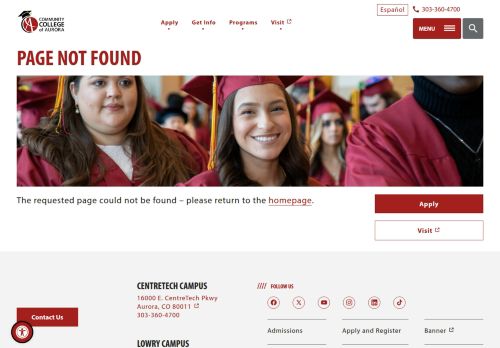 COMMUNITY
COLLEGE
of AURORA
Apply
Get Info
Programs
Visit
Español
303-360-4700
MENU
PAGE NOT FOUND
The requested page could not be found – please return to the homepage.
Apply
Visit
Contact Us
CENTRETECH CAMPUS
16000 E. CentreTech Pkwy
Aurora, CO 80011
303-360-4700
LOWRY CAMPUS
//// FOLLOW US
Admissions
Apply and Register
Banner